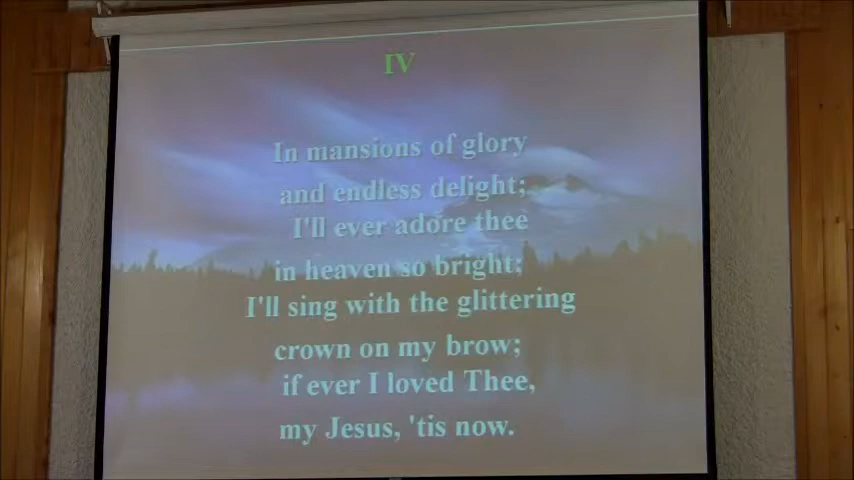 IV
In mansions of glory
and endless delight;
I'll ever adore thee
in heaven so bright;
I'll sing with the glittering
crown on my brow;
if ever I loved Thee,
my Jesus, 'tis now.